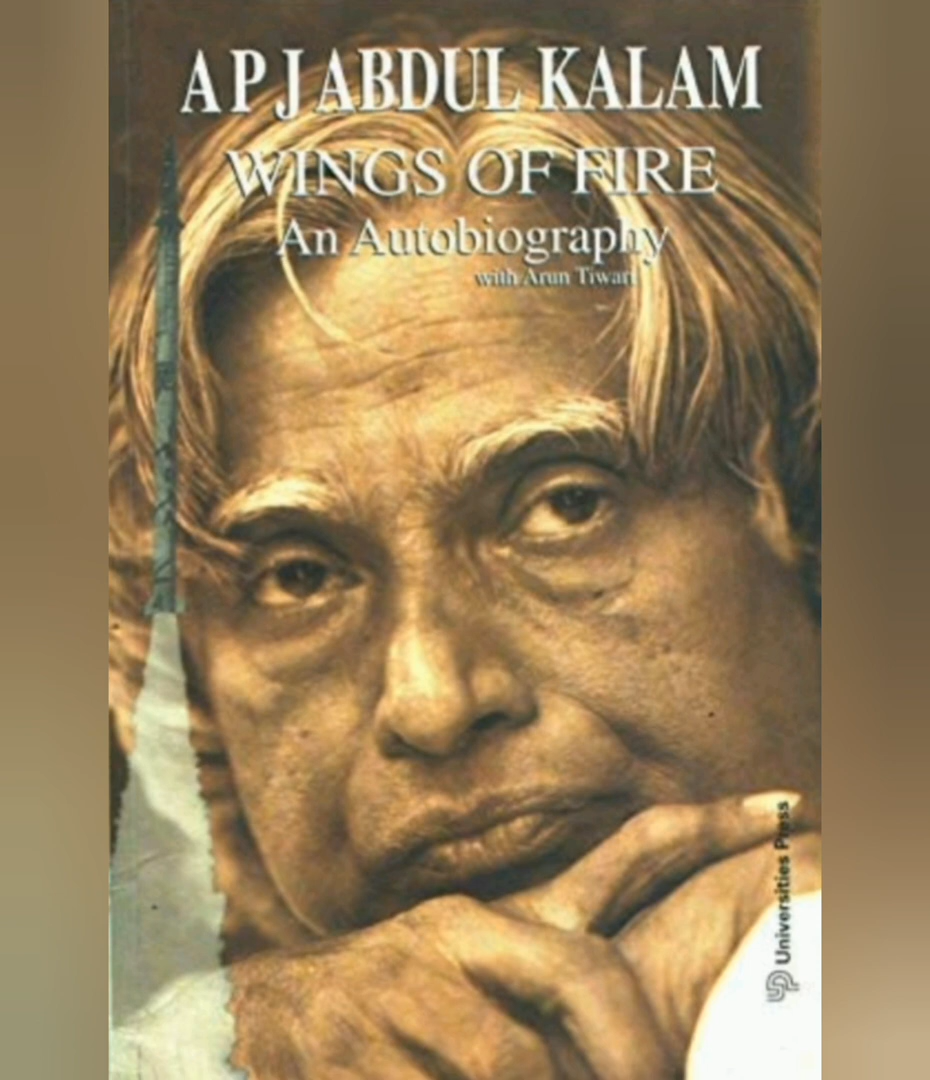 A P J ABDUL KALAM
WINGS OF FIRE
An Autobiography
with Arun Tiwari
Universities Press